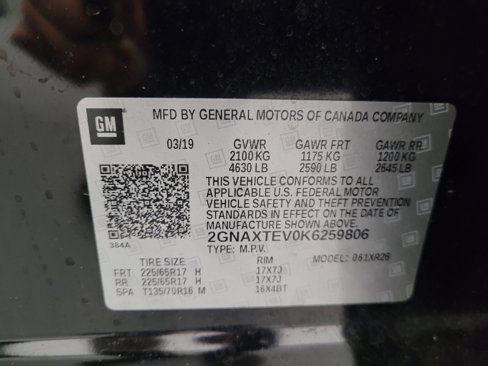 GM
MFD BY GENERAL MOTORS OF CANADA COMPANY
03/19 GVWR GAWR FRT GAWR RR
2100 KG 1175 KG 1200 KG
4630 LB 2590 LB 2645 LB
THIS VEHICLE CONFORMS TO ALL
APPLICABLE U.S. FEDERAL MOTOR
VEHICLE SAFETY AND THEFT PREVENTION
STANDARDS IN EFFECT ON THE DATE OF
MANUFACTURE SHOWN ABOVE.
2GNAXTEV0K6259806
384A
TYPE: M.P.V. MODEL: 061XR26
TIRE SIZE RIM
FRT 225/65R17 H 17X7J
RR 225/65R17 H 17X7J
SPA T135/70R16 M 16X4BT